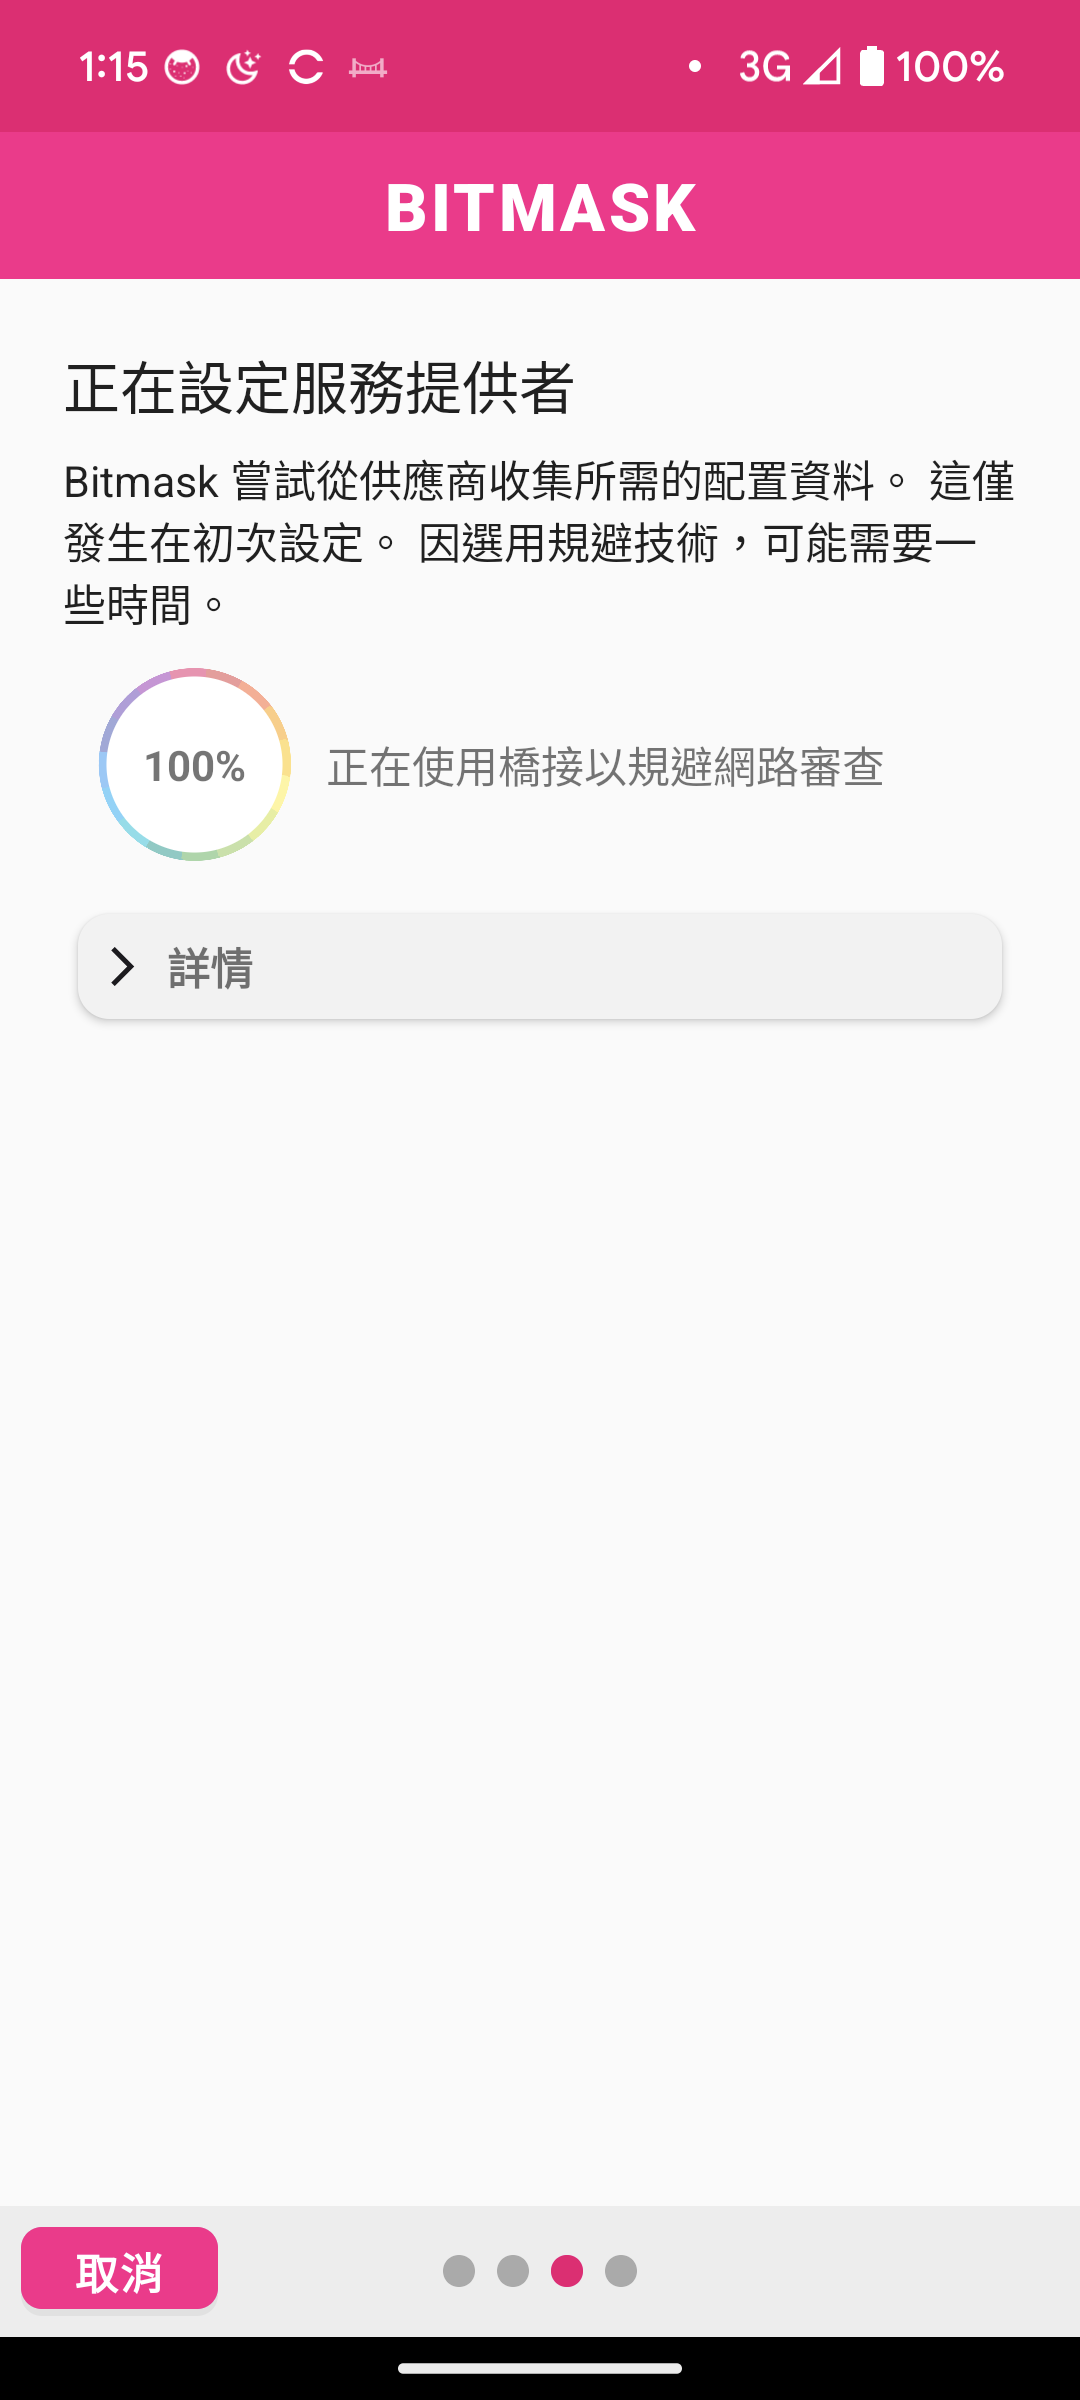 1:15
3G
100%
BITMASK
正在設定服務提供者
Bitmask 嘗試從供應商收集所需的配置資料。 這僅
發生在初次設定。 因選用規避技術，可能需要一
些時間。
100%
正在使用橋接以規避網路審查
詳情
取消